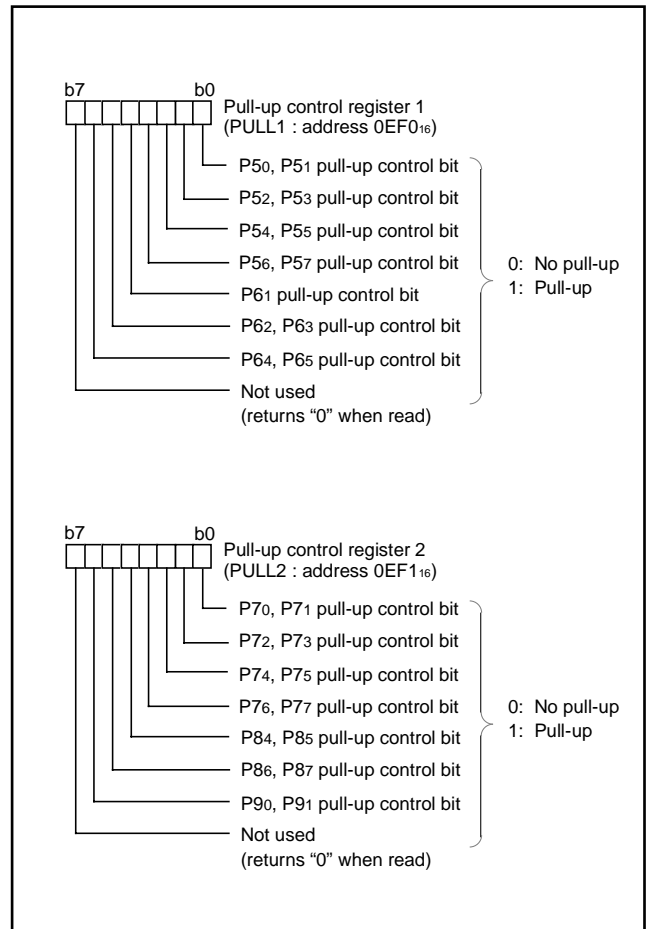 b7 b0
Pull-up control register 1
(PULL1 : address 0EF0₁₆)
P5₀, P5₁ pull-up control bit
P5₂, P5₃ pull-up control bit
P5₄, P5₅ pull-up control bit
P5₆, P5₇ pull-up control bit
P6₁ pull-up control bit
P6₂, P6₃ pull-up control bit
P6₄, P6₅ pull-up control bit
Not used
(returns “0” when read)
0: No pull-up
1: Pull-up
b7 b0
Pull-up control register 2
(PULL2 : address 0EF1₁₆)
P7₀, P7₁ pull-up control bit
P7₂, P7₃ pull-up control bit
P7₄, P7₅ pull-up control bit
P7₆, P7₇ pull-up control bit
P8₄, P8₅ pull-up control bit
P8₆, P8₇ pull-up control bit
P9₀, P9₁ pull-up control bit
Not used
(returns “0” when read)
0: No pull-up
1: Pull-up